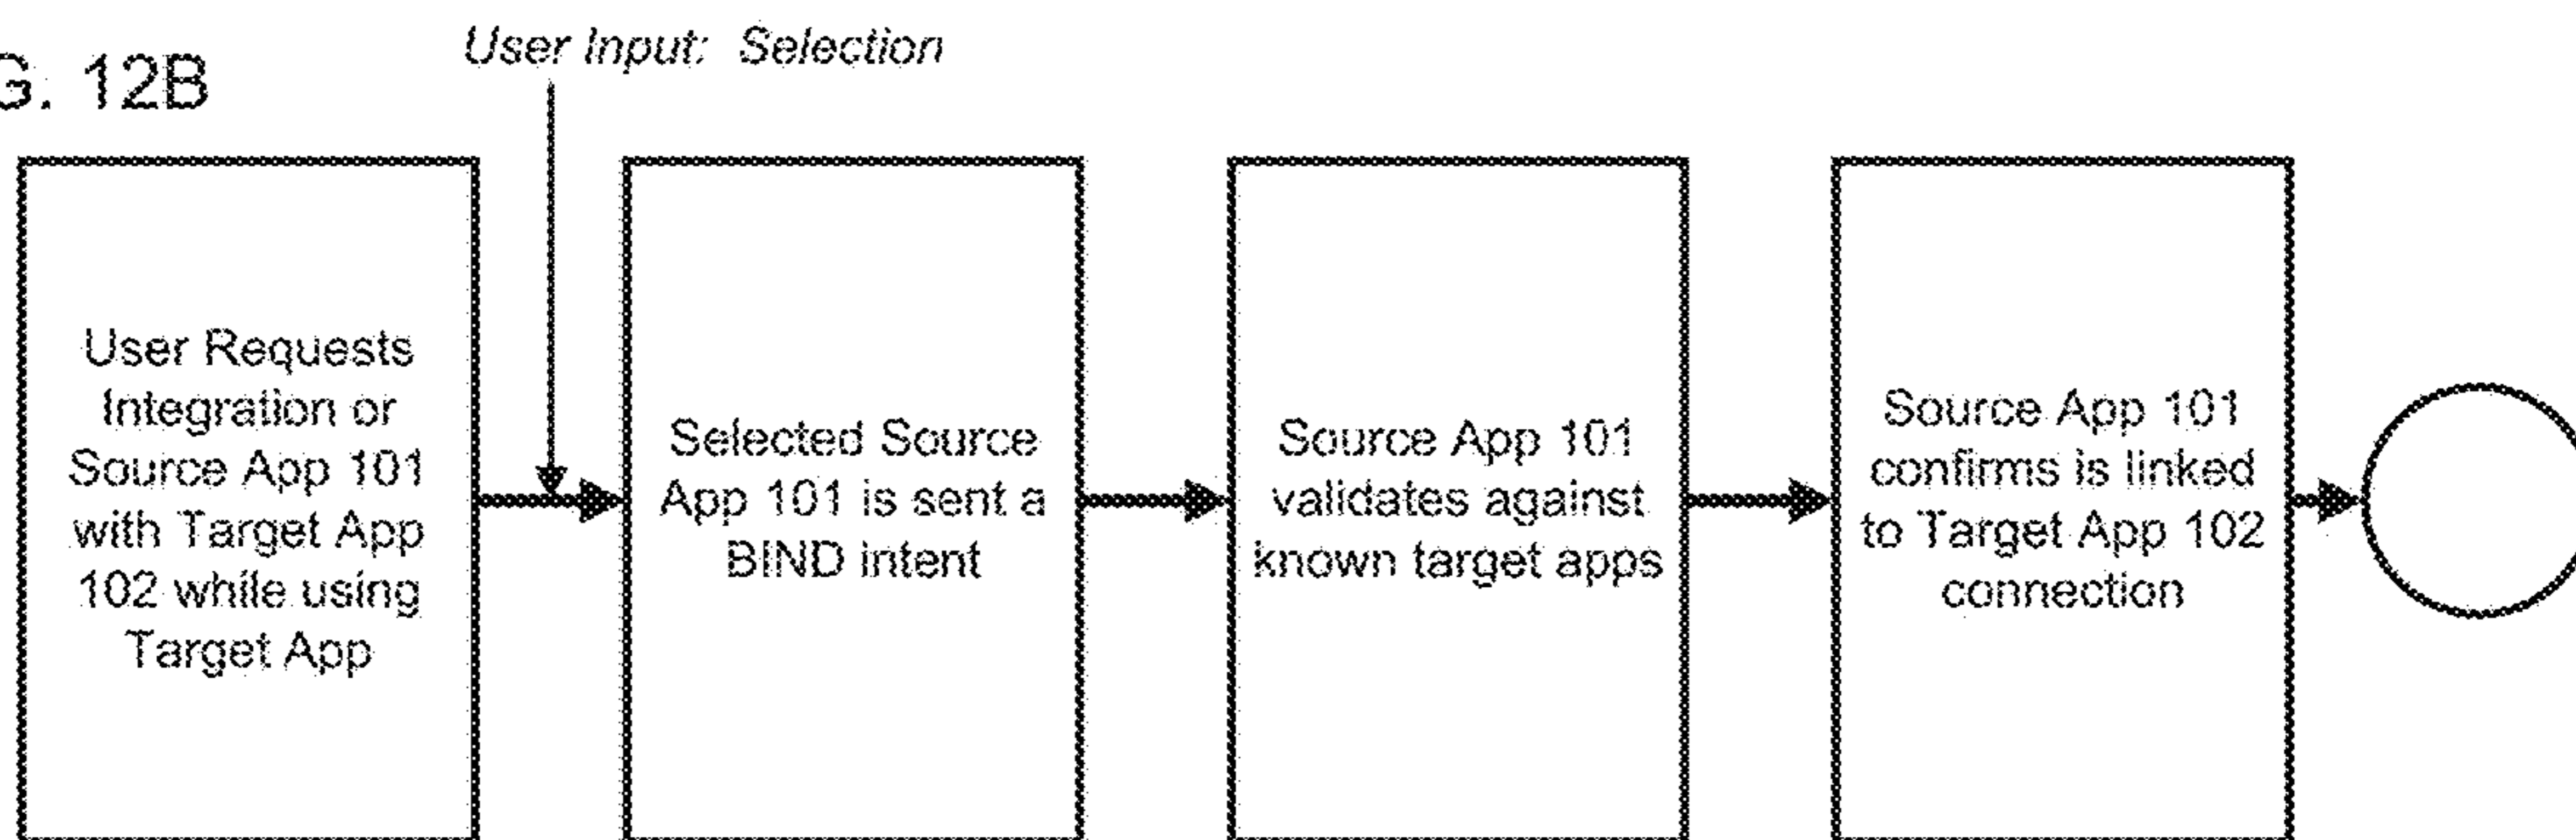 G. 12B
User Input: Selection
User Requests
Integration or
Source App 101
with Target App
102 while using
Target App
Selected Source
App 101 is sent a
BIND intent
Source App 101
validates against
known target apps
Source App 101
confirms is linked
to Target App 102
connection